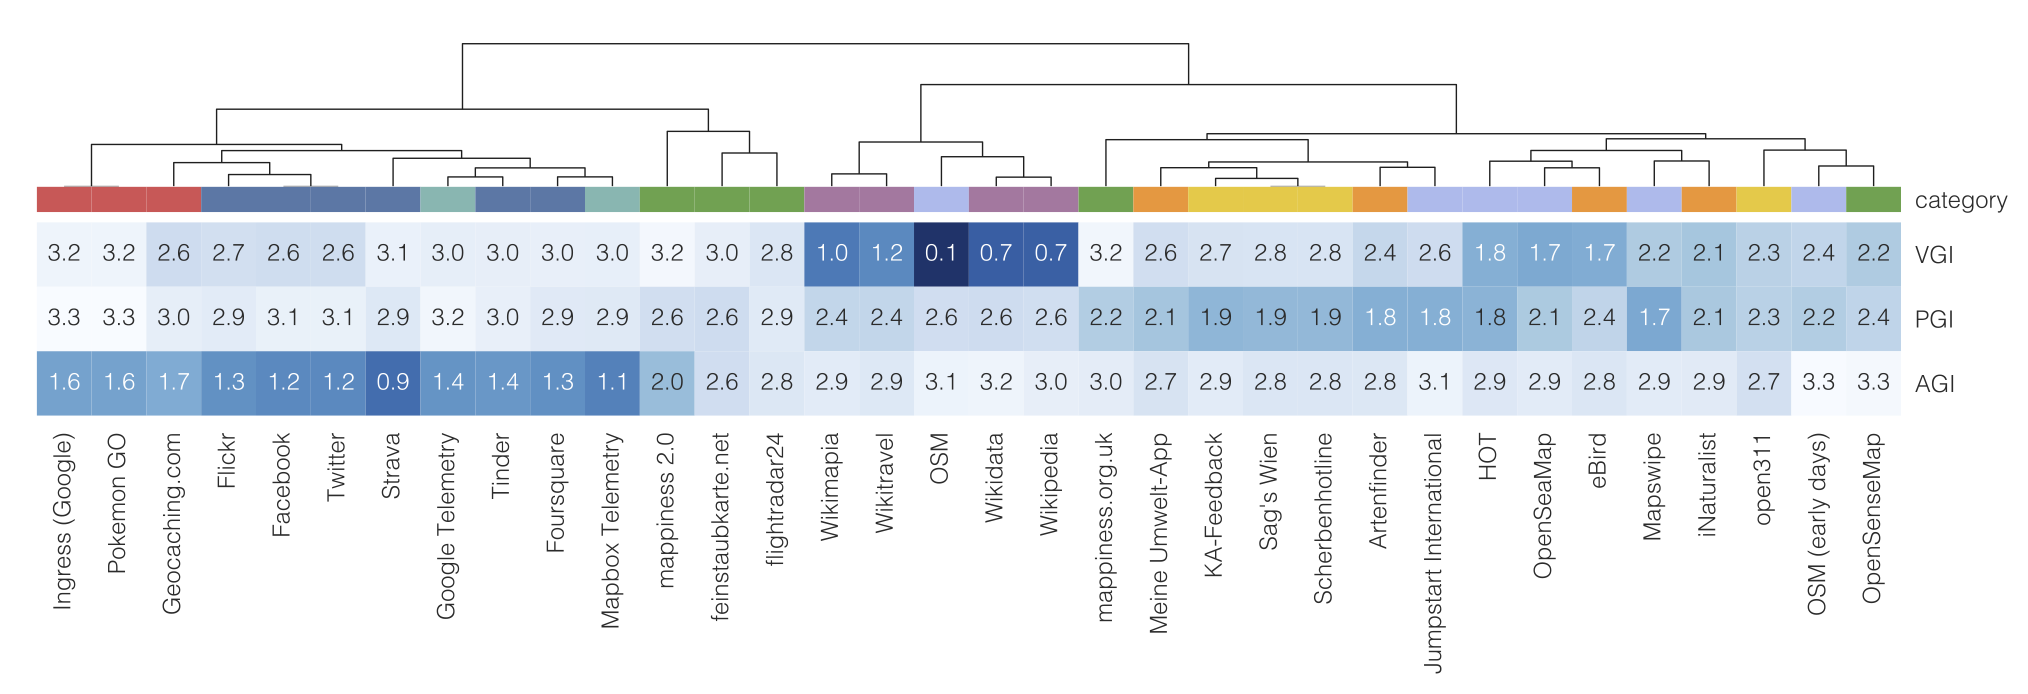 category
3.2 3.2 2.6 2.7 2.6 2.6 3.1 3.0 3.0 3.0 3.0 3.2 3.0 2.8 1.0 1.2 0.1 0.7 0.7 3.2 2.6 2.7 2.8 2.8 2.4 2.6 1.8 1.7 1.7 2.2 2.1 2.3 2.4 2.2 VGI
3.3 3.3 3.0 2.9 3.1 3.1 2.9 3.2 3.0 2.9 2.9 2.6 2.6 2.9 2.4 2.4 2.6 2.6 2.6 2.2 2.1 1.9 1.9 1.9 1.8 1.8 1.8 2.1 2.4 1.7 2.1 2.3 2.2 2.4 PGI
1.6 1.6 1.7 1.3 1.2 1.2 0.9 1.4 1.4 1.3 1.1 2.0 2.6 2.8 2.9 2.9 3.1 3.2 3.0 3.0 2.7 2.9 2.8 2.8 2.8 3.1 2.9 2.9 2.8 2.9 2.9 2.7 3.3 3.3 AGI
Ingress (Google)
Pokemon GO
Geocaching.com
Flickr
Facebook
Twitter
Strava
Google Telemetry
Tinder
Foursquare
Mapbox Telemetry
mappiness 2.0
feinstaubkarte.net
flightradar24
Wikimapia
Wikitravel
OSM
Wikidata
Wikipedia
mappiness.org.uk
Meine Umwelt-App
KA-Feedback
Sag's Wien
Scherbenhotline
Artenfinder
Jumpstart International
HOT
OpenSeaMap
eBird
Mapswipe
iNaturalist
open311
OSM (early days)
OpenSenseMap